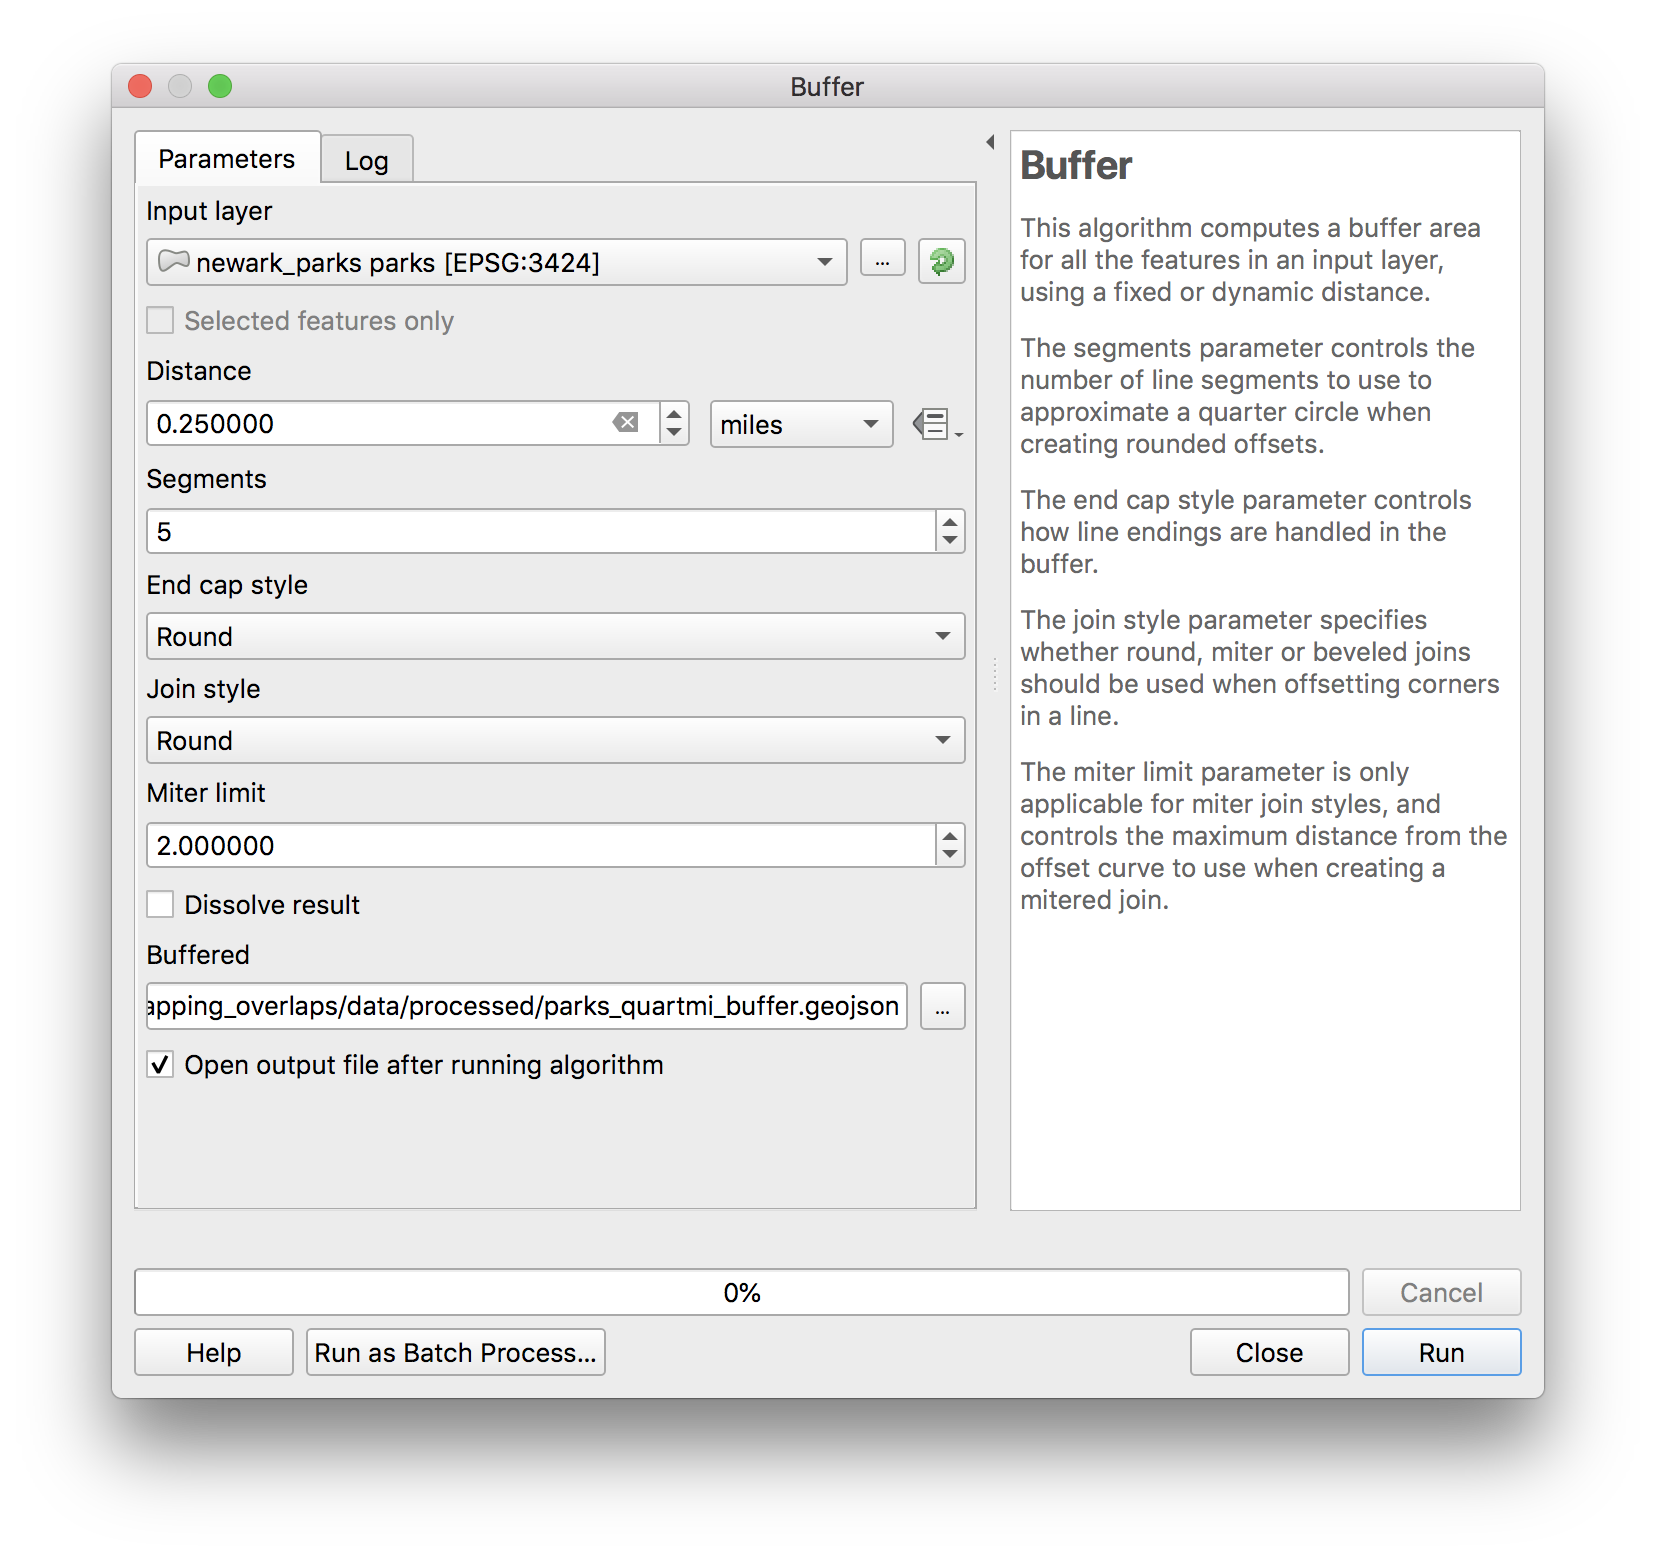 Buffer
Parameters
Log
Input layer
newark_parks parks [EPSG:3424]
...
Selected features only
Distance
0.250000
miles
Segments
5
End cap style
Round
Join style
Round
Miter limit
2.000000
Dissolve result
Buffered
apping_overlaps/data/processed/parks_quartmi_buffer.geojson
...
Open output file after running algorithm
Buffer
This algorithm computes a buffer area
for all the features in an input layer,
using a fixed or dynamic distance.
The segments parameter controls the
number of line segments to use to
approximate a quarter circle when
creating rounded offsets.
The end cap style parameter controls
how line endings are handled in the
buffer.
The join style parameter specifies
whether round, miter or beveled joins
should be used when offsetting corners
in a line.
The miter limit parameter is only
applicable for miter join styles, and
controls the maximum distance from the
offset curve to use when creating a
mitered join.
0%
Cancel
Help
Run as Batch Process...
Close
Run